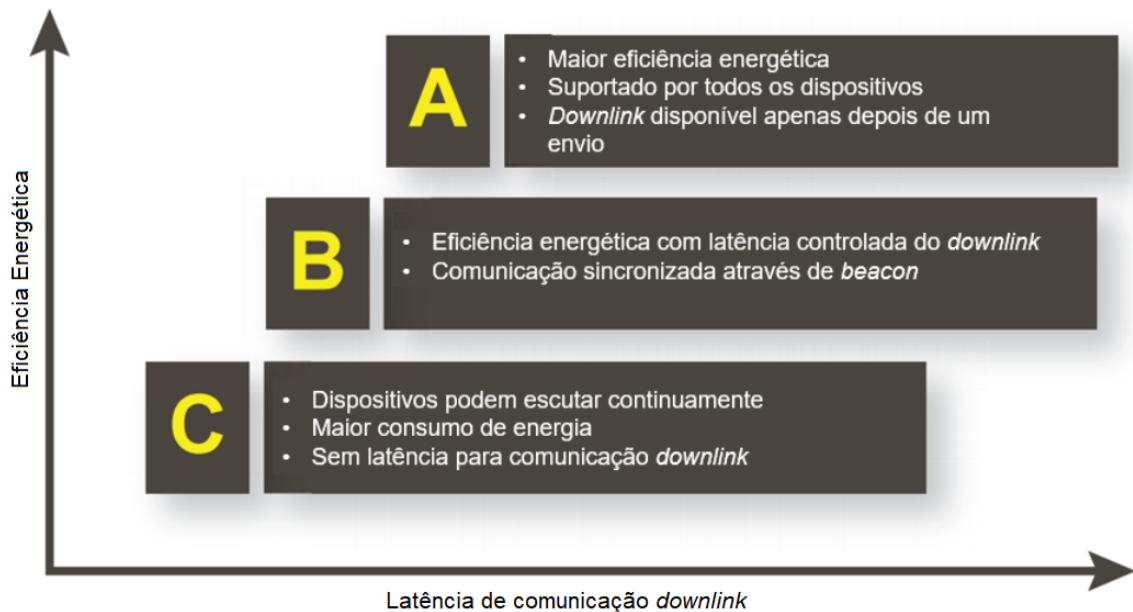 Eficiência Energética
A
• Maior eficiência energética
• Suportado por todos os dispositivos
• Downlink disponível apenas depois de um
envio
B
• Eficiência energética com latência controlada do downlink
• Comunicação sincronizada através de beacon
C
• Dispositivos podem escutar continuamente
• Maior consumo de energia
• Sem latência para comunicação downlink
Latência de comunicação downlink